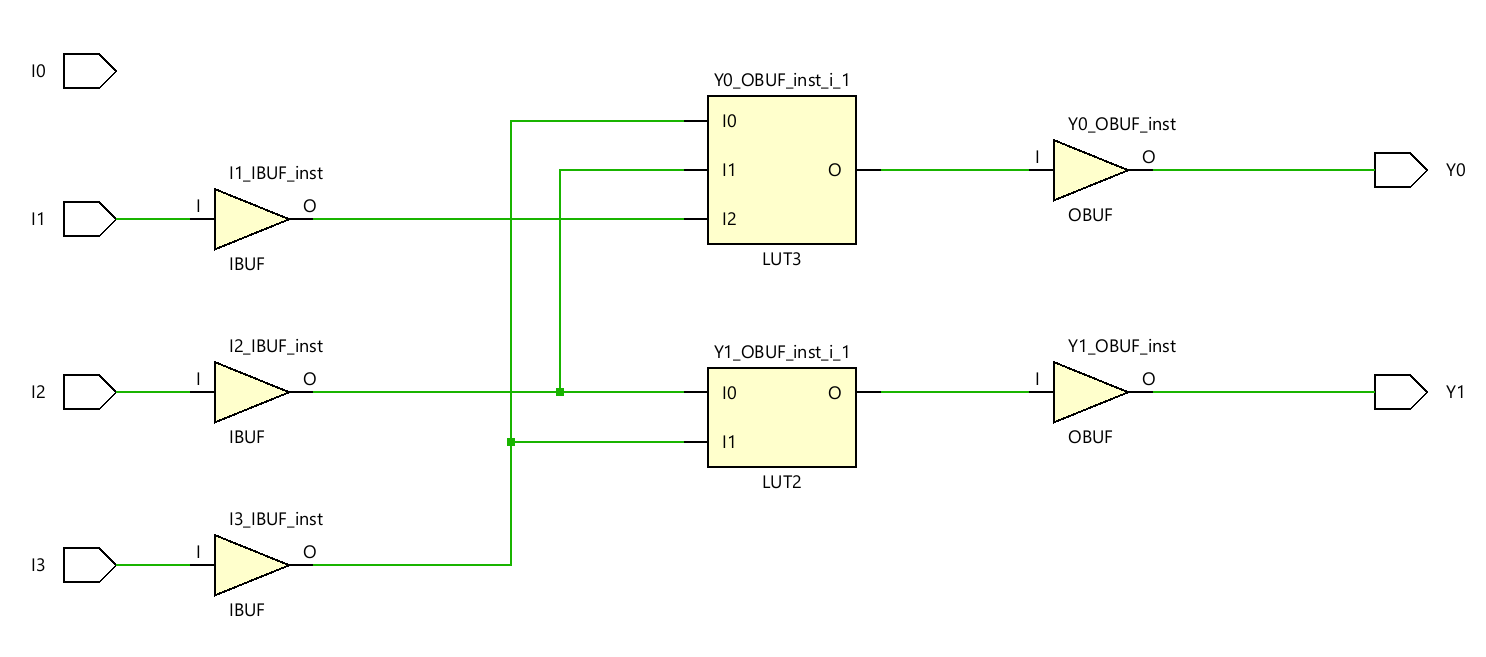 I0
Y0_OBUF_inst_i_1
I0
Y0_OBUF_inst
I1_IBUF_inst
I1
O
I
O
Y0
I
O
I1
I2
OBUF
IBUF
LUT3
I2_IBUF_inst
Y1_OBUF_inst_i_1
Y1_OBUF_inst
I
O
I
O
I2
I0
O
Y1
IBUF
I1
OBUF
LUT2
I3_IBUF_inst
I
O
I3
IBUF